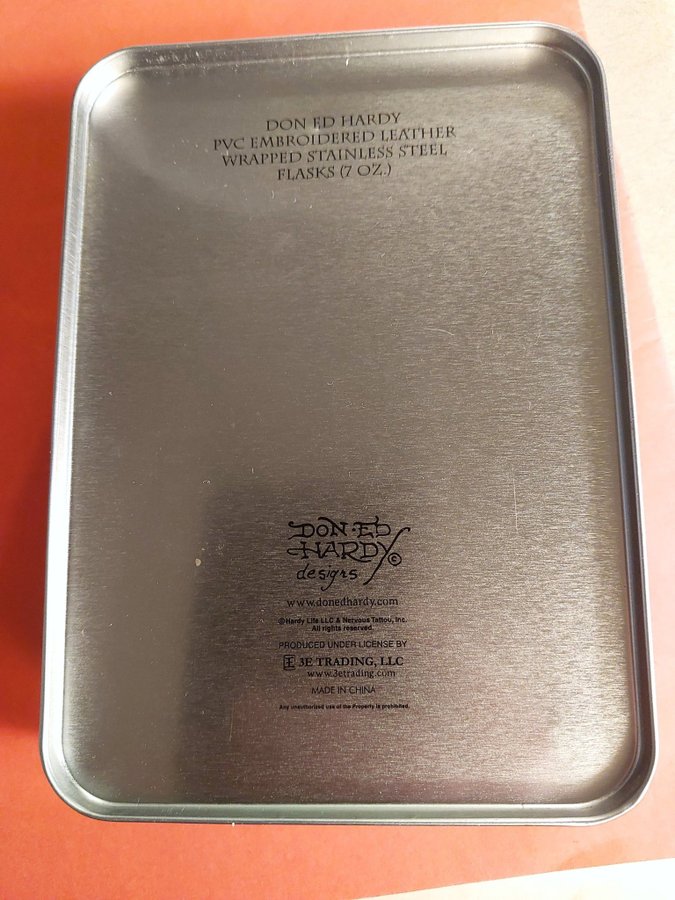 DON ED HARDY
PVC EMBROIDERED LEATHER
WRAPPED STAINLESS STEEL
FLASKS (7 OZ.)
DON·ED
HARDY ©
designs
www.donedhardy.com
©Hardy Life LLC & Nervous Tattoo, Inc.
All rights reserved.
PRODUCED UNDER LICENSE BY
3E 3E TRADING, LLC
www.3etrading.com
MADE IN CHINA
Any unauthorized use of the Property is prohibited.